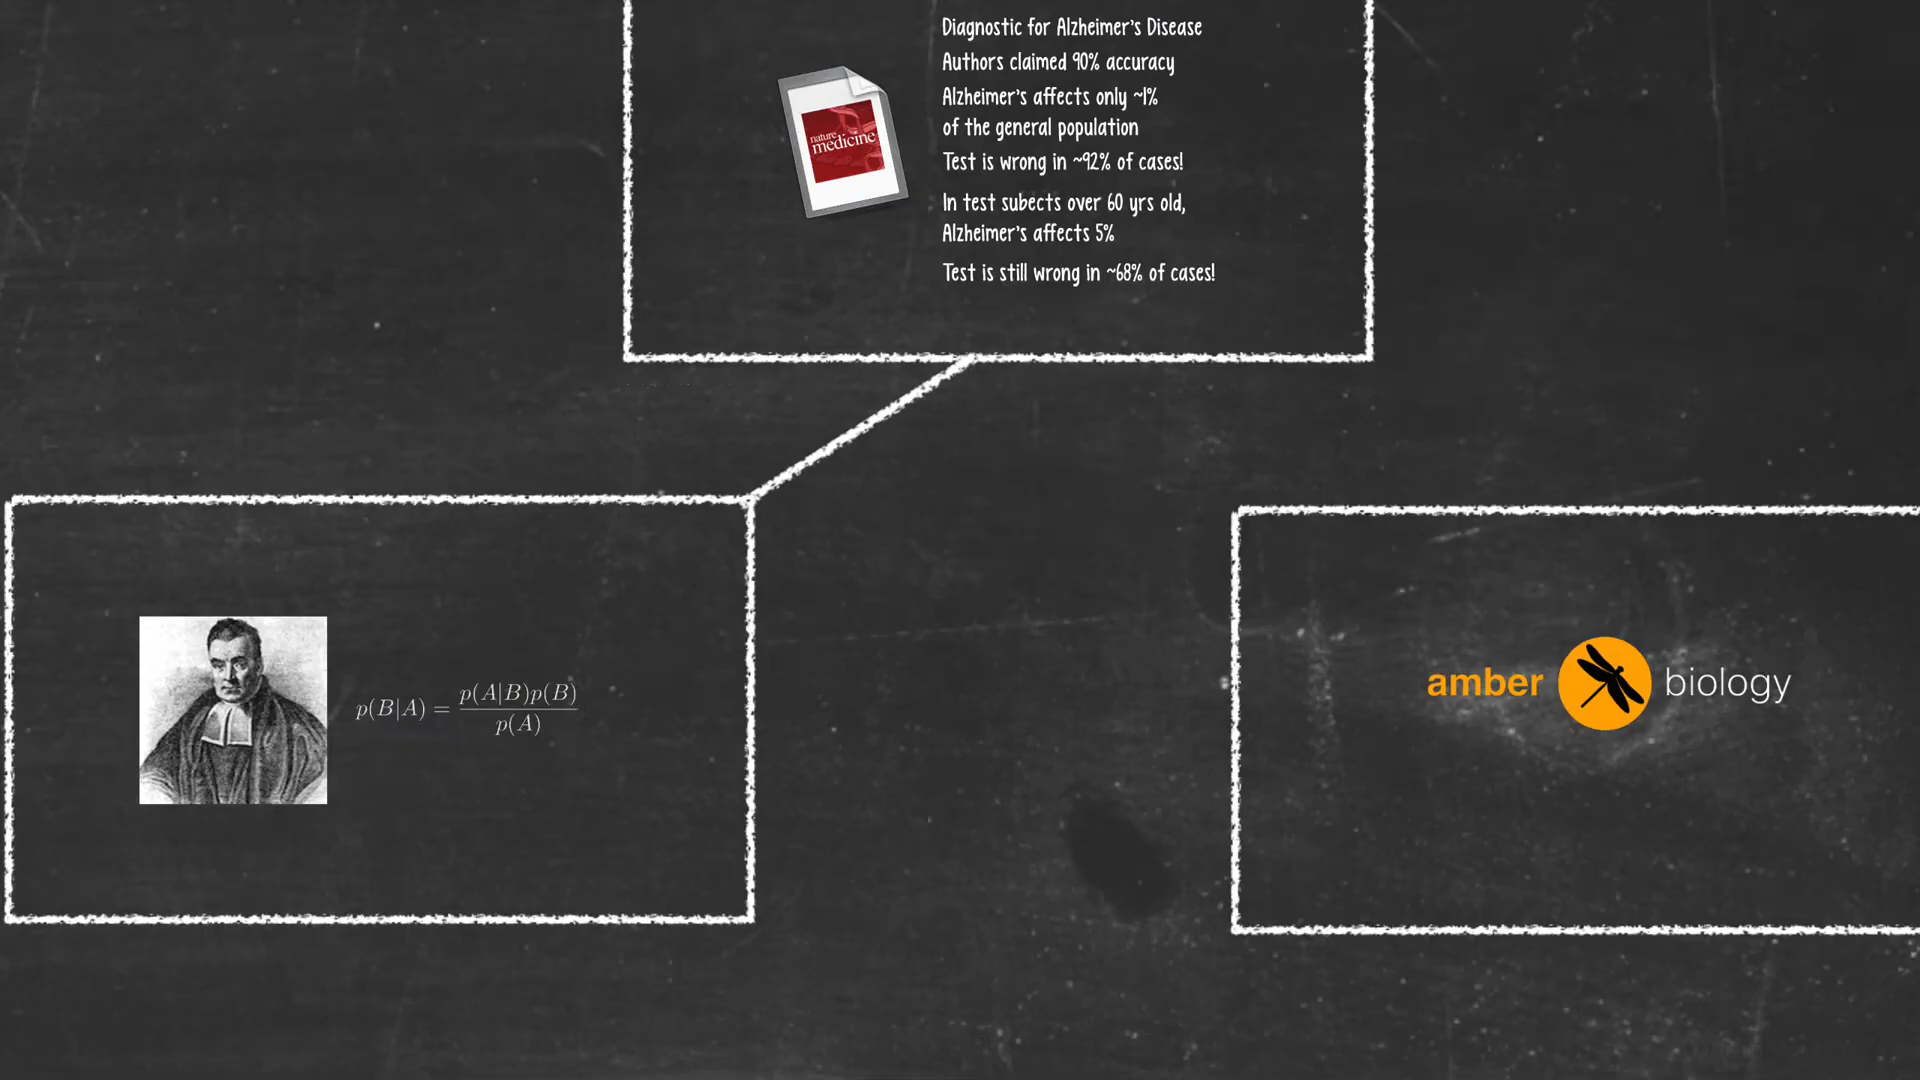 Diagnostic for Alzheimer's Disease
Authors claimed 90% accuracy
Alzheimer's affects only ~1%
of the general population
Test is wrong in ~92% of cases!
In test subects over 60 yrs old,
Alzheimer's affects 5%
Test is still wrong in ~68% of cases!
nature
medicine
p(B|A) = p(A|B)p(B) / p(A)
amber biology